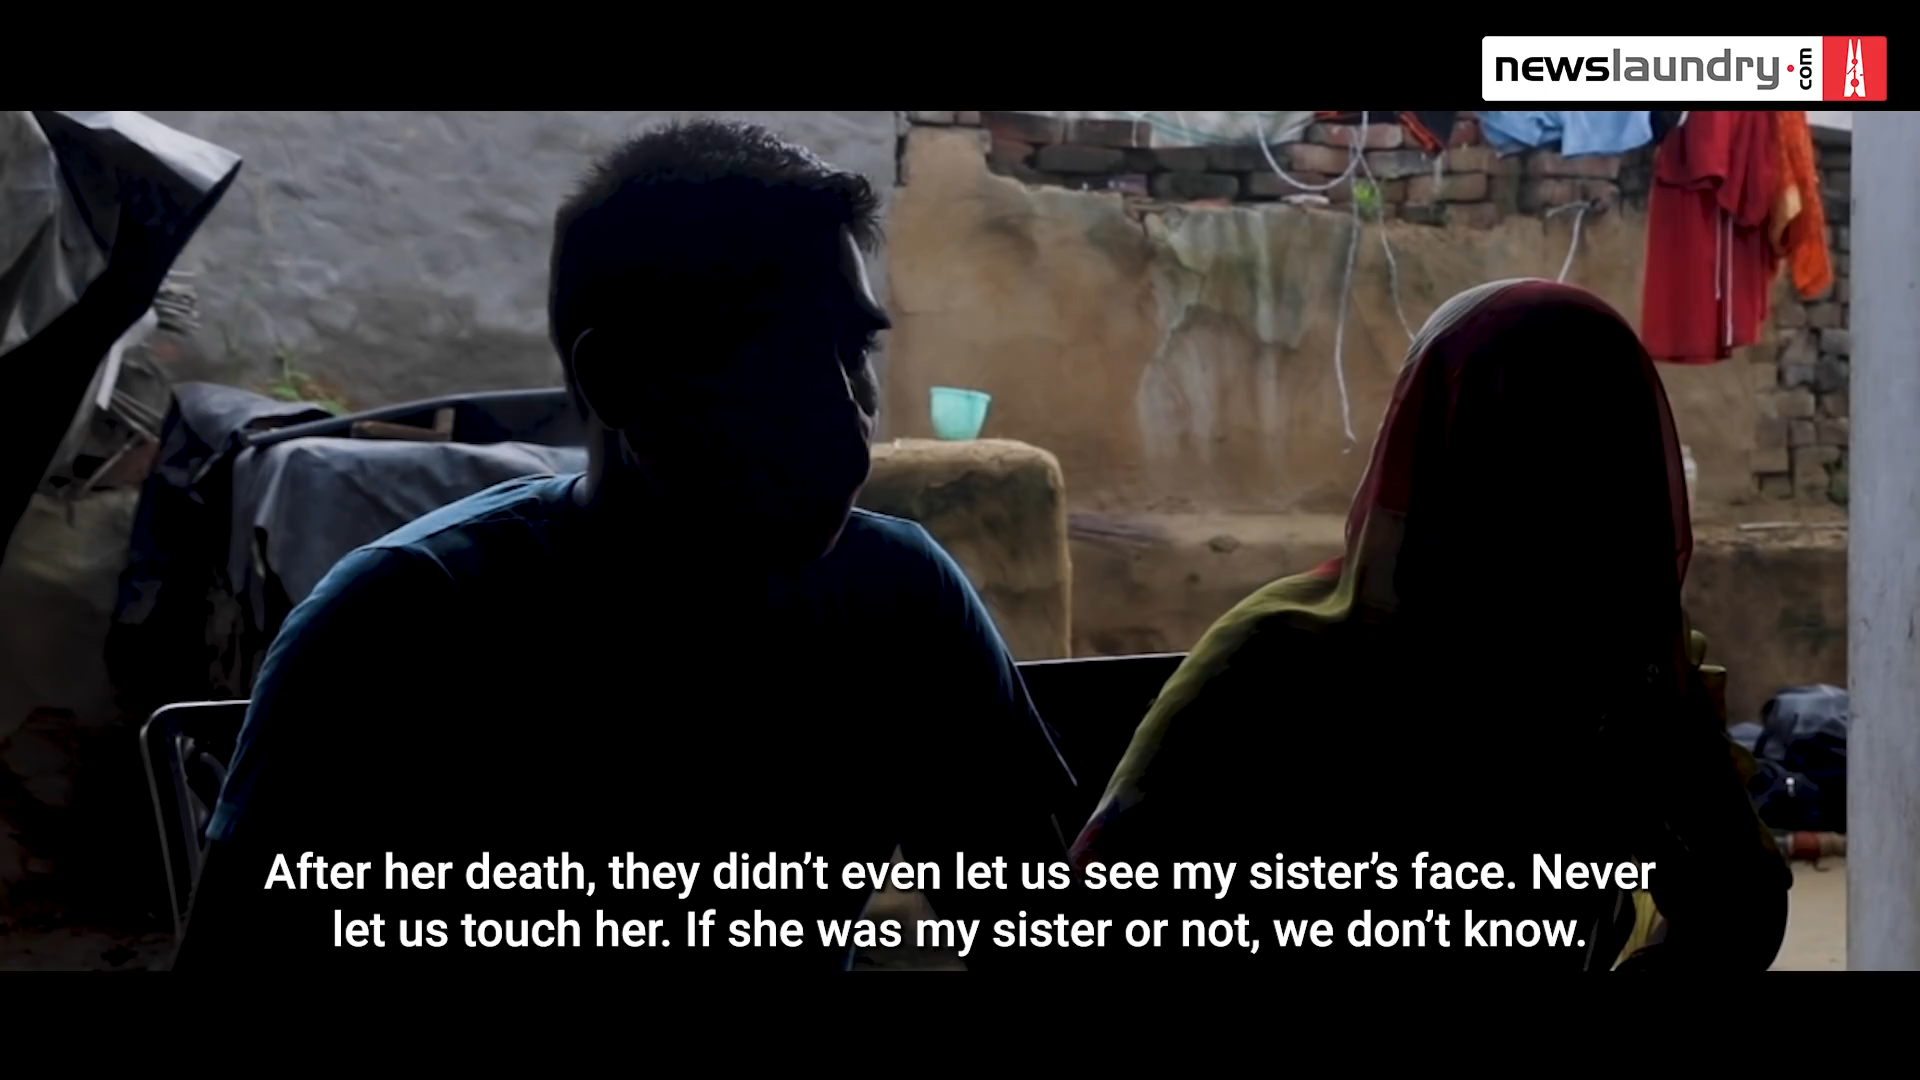 newslaundry.com
After her death, they didn’t even let us see my sister’s face. Never
let us touch her. If she was my sister or not, we don’t know.